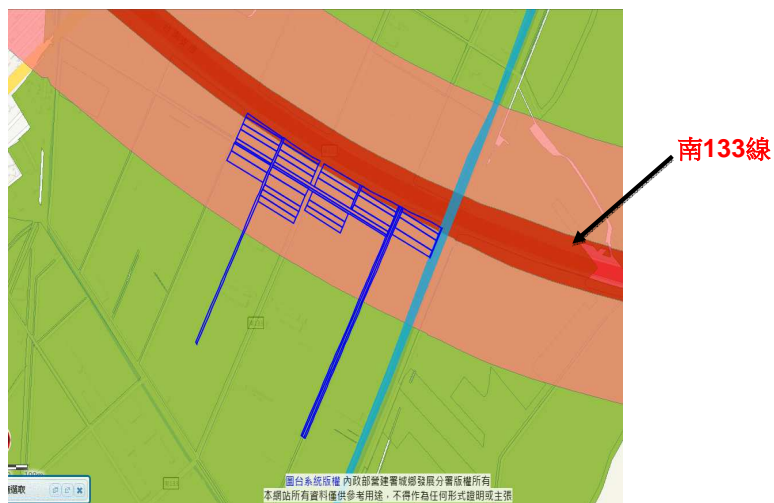 南133線
圖台系統版權 內政部營建署城鄉發展分署版權所有
本網站所有資料僅供參考用途，不得作為任何形式證明或主張